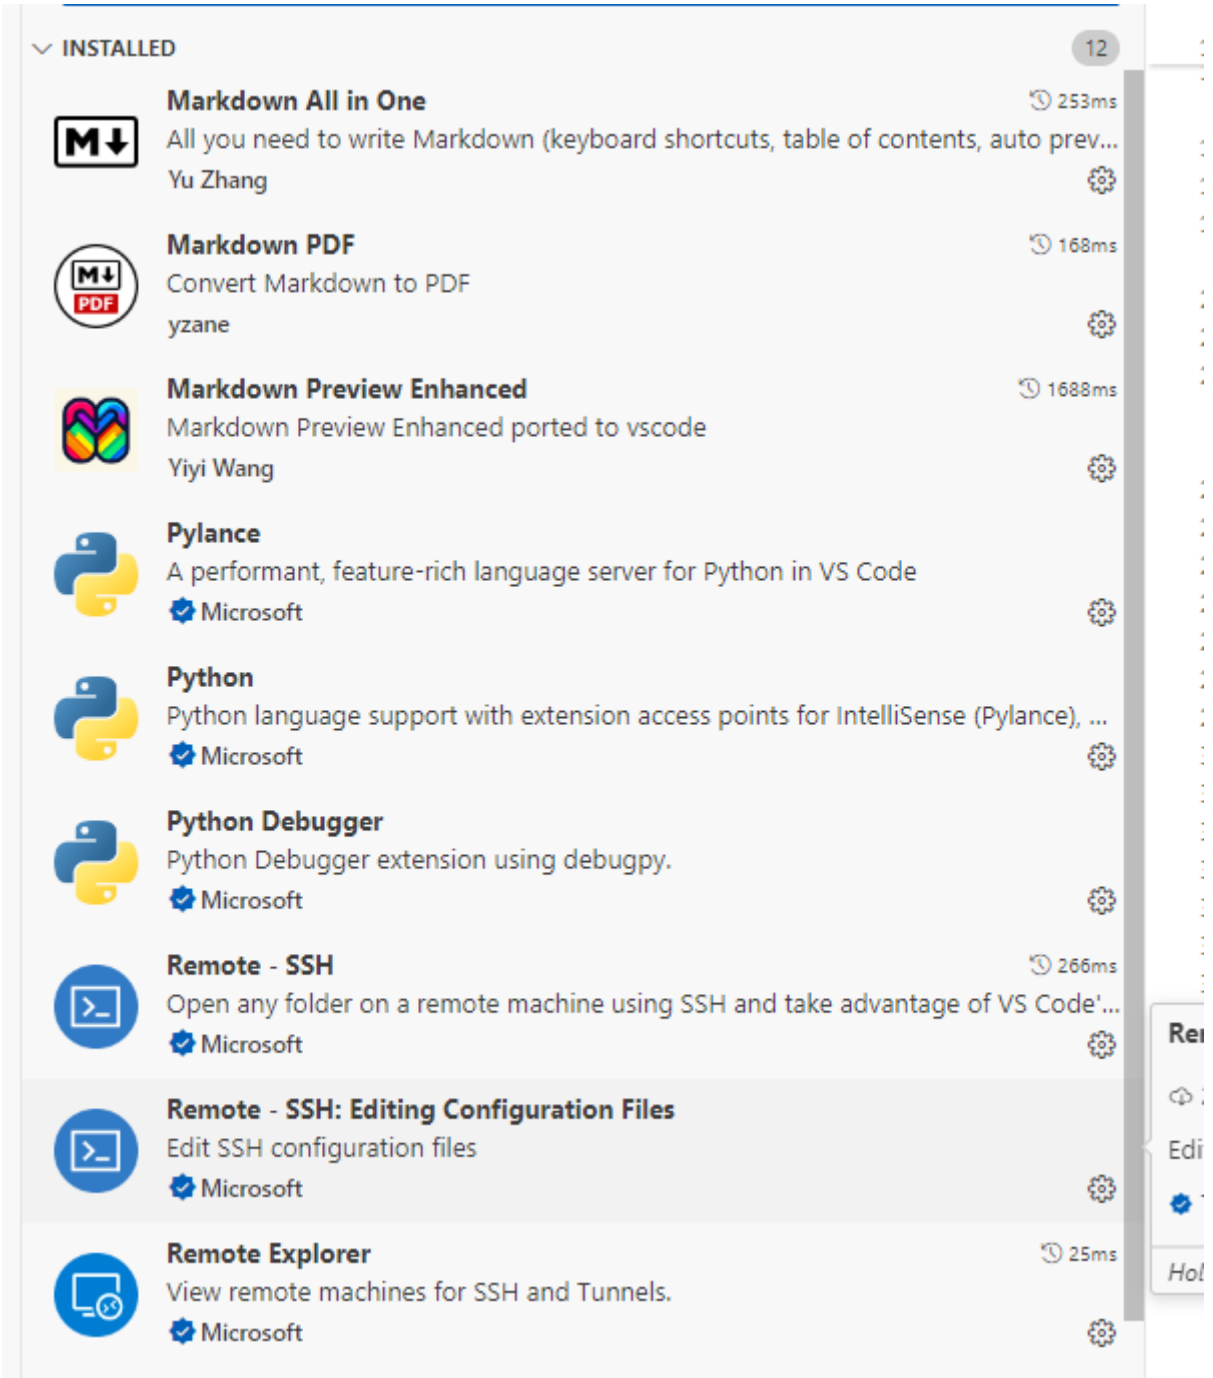 INSTALLED 12
Markdown All in One 253ms
All you need to write Markdown (keyboard shortcuts, table of contents, auto prev...
Yu Zhang
Markdown PDF 168ms
Convert Markdown to PDF
yzane
Markdown Preview Enhanced 1688ms
Markdown Preview Enhanced ported to vscode
Yiyi Wang
Pylance
A performant, feature-rich language server for Python in VS Code
Microsoft
Python
Python language support with extension access points for IntelliSense (Pylance), ...
Microsoft
Python Debugger
Python Debugger extension using debugpy.
Microsoft
Remote - SSH 266ms
Open any folder on a remote machine using SSH and take advantage of VS Code'...
Microsoft
Remote - SSH: Editing Configuration Files
Edit SSH configuration files
Microsoft
Remote Explorer 25ms
View remote machines for SSH and Tunnels.
Microsoft
M↓
M↓
PDF
Edi